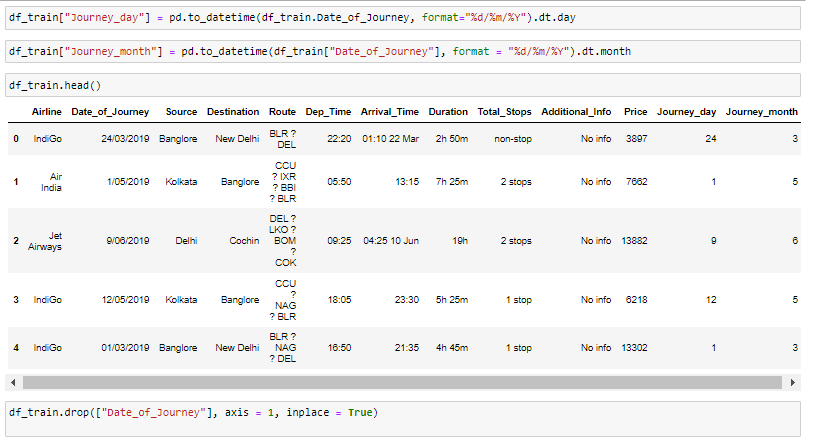 df_train["Journey_day"] = pd.to_datetime(df_train.Date_of_Journey, format="%d/%m/%Y").dt.day
df_train["Journey_month"] = pd.to_datetime(df_train["Date_of_Journey"], format = "%d/%m/%Y").dt.month
df_train.head()
Airline Date_of_Journey Source Destination Route Dep_Time Arrival_Time Duration Total_Stops Additional_Info Price Journey_day Journey_month
0 IndiGo 24/03/2019 Banglore New Delhi BLR ? DEL 22:20 01:10 22 Mar 2h 50m non-stop No info 3897 24 3
1 Air India 1/05/2019 Kolkata Banglore CCU ? IXR ? BBI ? BLR 05:50 13:15 7h 25m 2 stops No info 7662 1 5
2 Jet Airways 9/06/2019 Delhi Cochin DEL ? LKO ? BOM ? COK 09:25 04:25 10 Jun 19h 2 stops No info 13882 9 6
3 IndiGo 12/05/2019 Kolkata Banglore CCU ? NAG ? BLR 18:05 23:30 5h 25m 1 stop No info 6218 12 5
4 IndiGo 01/03/2019 Banglore New Delhi BLR ? NAG ? DEL 16:50 21:35 4h 45m 1 stop No info 13302 1 3
df_train.drop(["Date_of_Journey"], axis = 1, inplace = True)